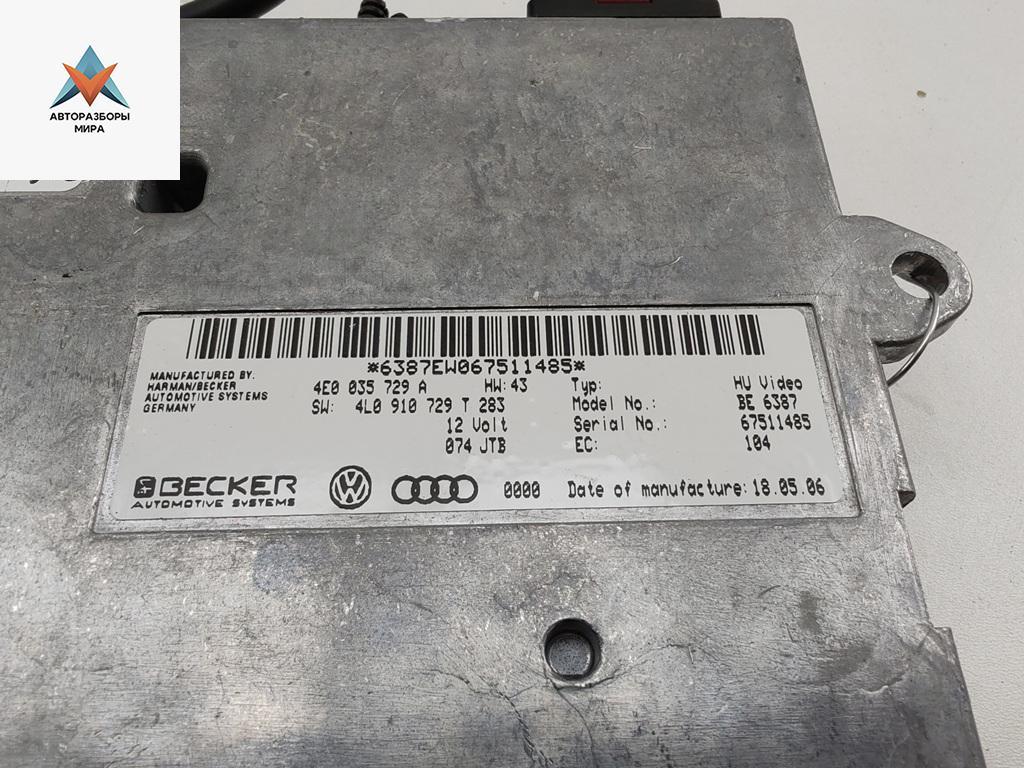 АВТОРАЗБОРЫ
МИРА
*6387EW067511485*
MANUFACTURED BY:
HARMAN/BECKER
AUTOMOTIVE SYSTEMS
GERMANY
4E0 035 729 A HW:43 Typ: HU Video
SW: 4L0 910 729 T 283 Model No.: BE 6387
12 Volt Serial No.: 67511485
074 JTB EC: 104
BECKER
AUTOMOTIVE SYSTEMS
0000 Date of manufacture: 18.05.06